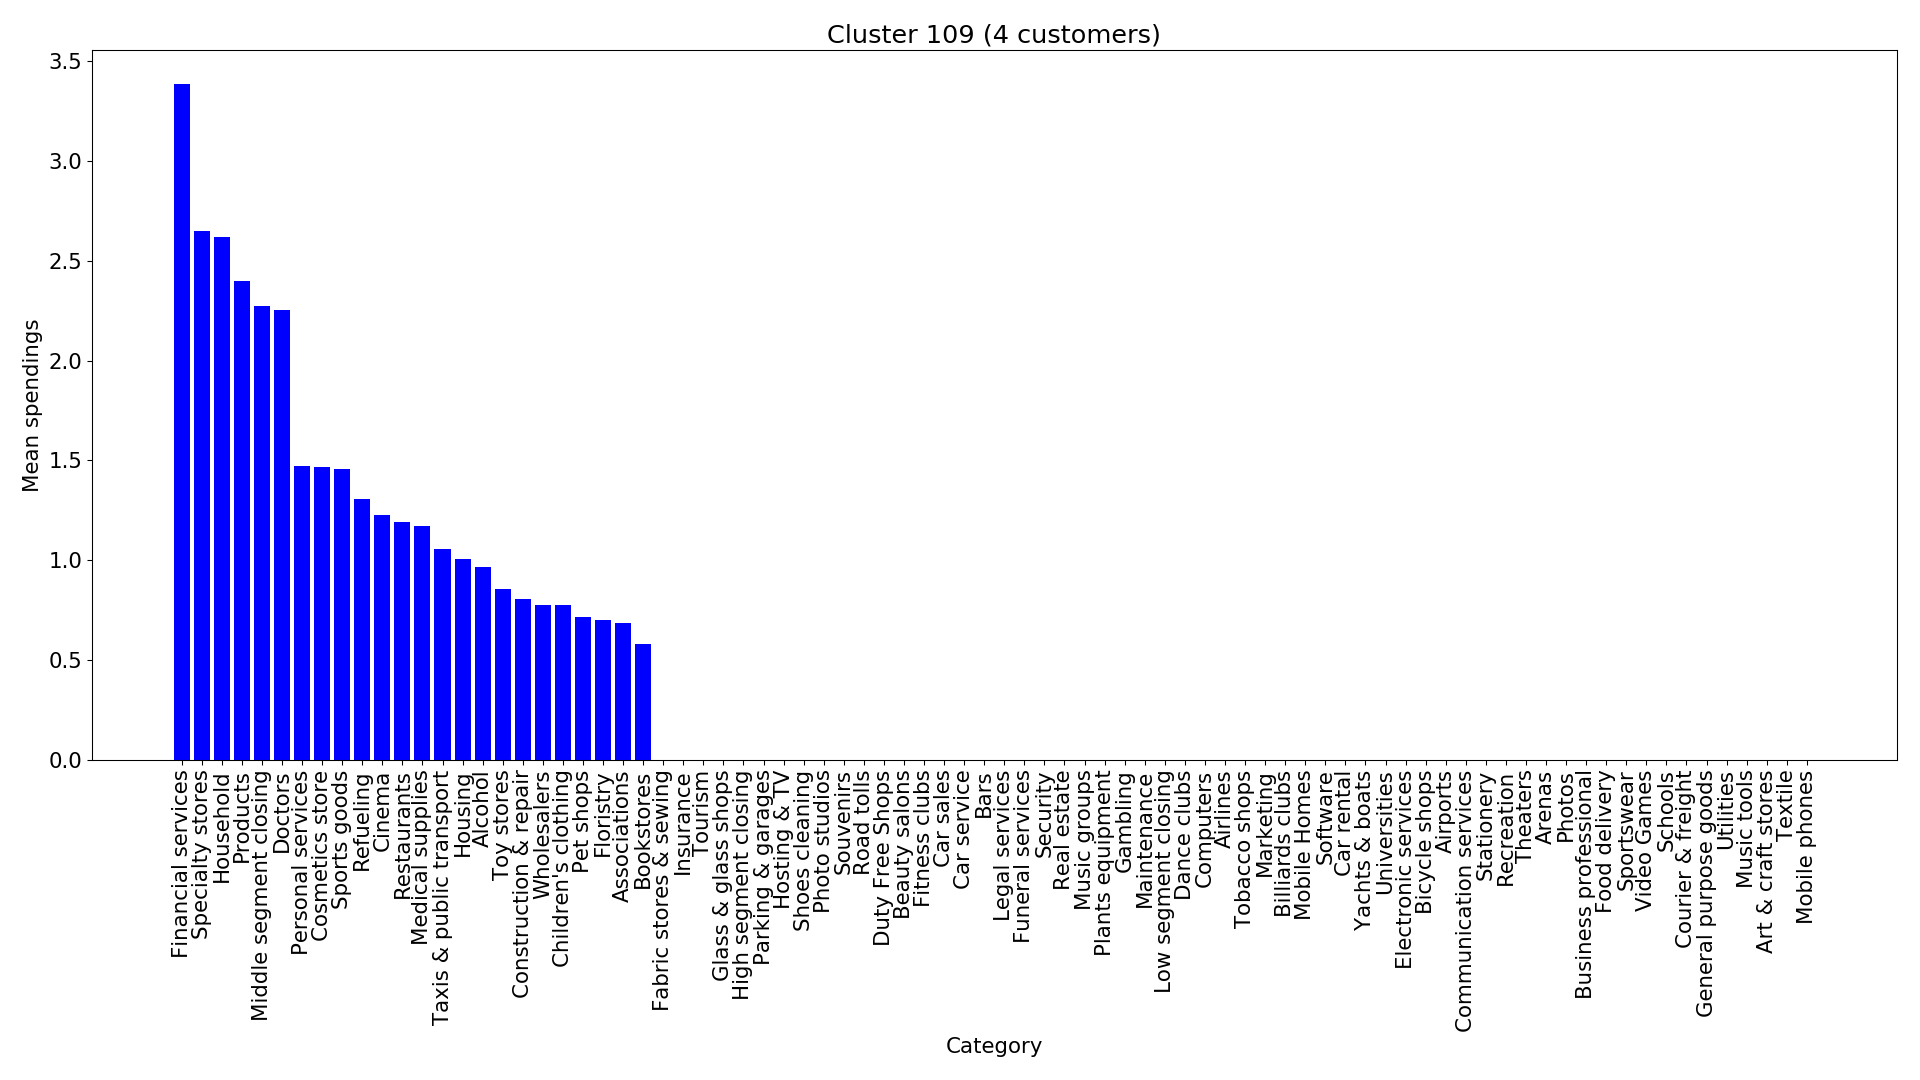 Cluster 109 (4 customers)
Mean spendings
3.5
3.0
2.5
2.0
1.5
1.0
0.5
0.0
Financial services
Specialty stores
Household
Products
Middle segment closing
Doctors
Personal services
Cosmetics store
Sports goods
Refueling
Cinema
Restaurants
Medical supplies
Taxis & public transport
Housing
Alcohol
Toy stores
Construction & repair
Wholesalers
Children's clothing
Pet shops
Floristry
Associations
Bookstores
Fabric stores & sewing
Insurance
Tourism
Glass & glass shops
High segment closing
Parking & garages
Hosting & TV
Shoes cleaning
Photo studios
Souvenirs
Road tolls
Duty Free Shops
Beauty salons
Fitness clubs
Car sales
Car service
Bars
Legal services
Funeral services
Security
Real estate
Music groups
Plants equipment
Gambling
Maintenance
Low segment closing
Dance clubs
Computers
Airlines
Tobacco shops
Marketing
Billiards clubs
Mobile Homes
Software
Car rental
Yachts & boats
Universities
Electronic services
Bicycle shops
Airports
Communication services
Stationery
Recreation
Theaters
Arenas
Photos
Business professional
Food delivery
Sportswear
Video Games
Schools
Courier & freight
General purpose goods
Utilities
Music tools
Art & craft stores
Textile
Mobile phones
Category